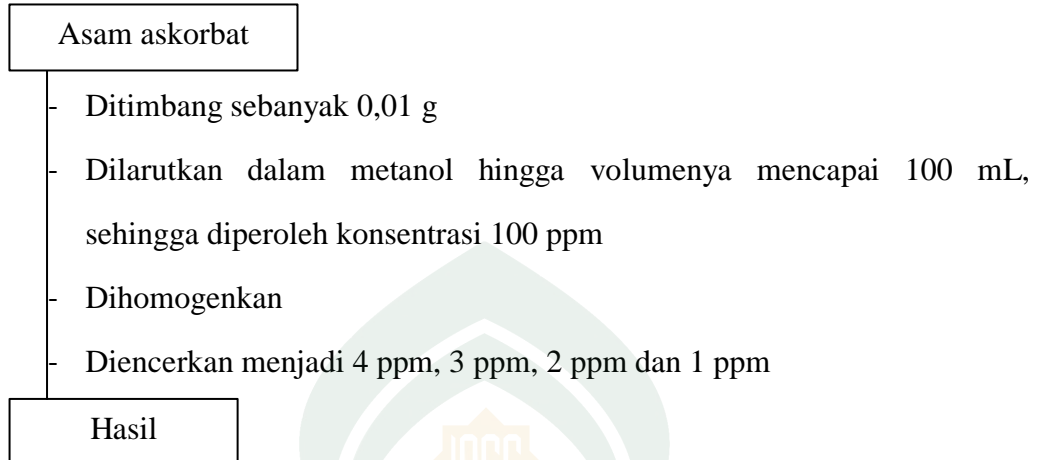 Asam askorbat
- Ditimbang sebanyak 0,01 g
- Dilarutkan dalam metanol hingga volumenya mencapai 100 mL,
sehingga diperoleh konsentrasi 100 ppm
- Dihomogenkan
- Diencerkan menjadi 4 ppm, 3 ppm, 2 ppm dan 1 ppm
Hasil